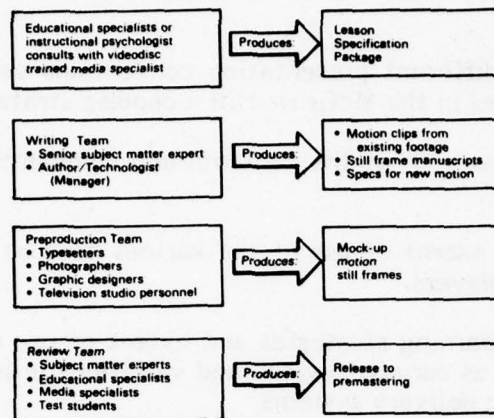 Educational specialists or
instructional psychologist
consults with videodisc
trained media specialist
Produces:
Lesson
Specification
Package
Writing Team
• Senior subject matter expert
• Author/Technologist
(Manager)
Produces:
• Motion clips from
existing footage
• Still frame manuscripts
• Specs for new motion
Preproduction Team
• Typesetters
• Photographers
• Graphic designers
• Television studio personnel
Produces:
Mock-up
motion
still frames
Review Team
• Subject matter experts
• Educational specialists
• Media specialists
• Test students
Produces:
Release to
premastering